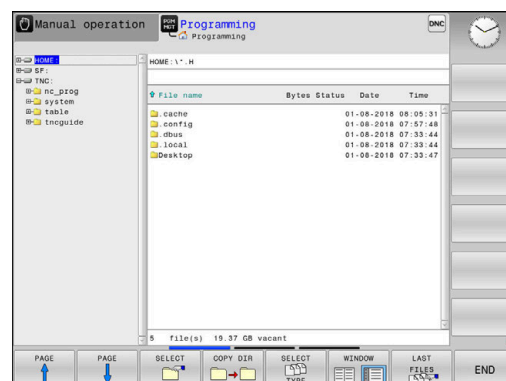 Manual operation
PGM
MGT
Programming
Programming
DNC
HOME:
SF:
TNC:
nc_prog
system
table
tncguide
HOME:\*.H
File name Bytes Status Date Time
.cache 01-08-2018 08:05:31
.config 01-08-2018 07:57:48
.dbus 01-08-2018 07:33:44
.local 01-08-2018 07:33:44
Desktop 01-08-2018 07:33:47
5 file(s) 19.37 GB vacant
PAGE
PAGE
SELECT
COPY DIR
SELECT
TYPE
WINDOW
LAST
FILES
END